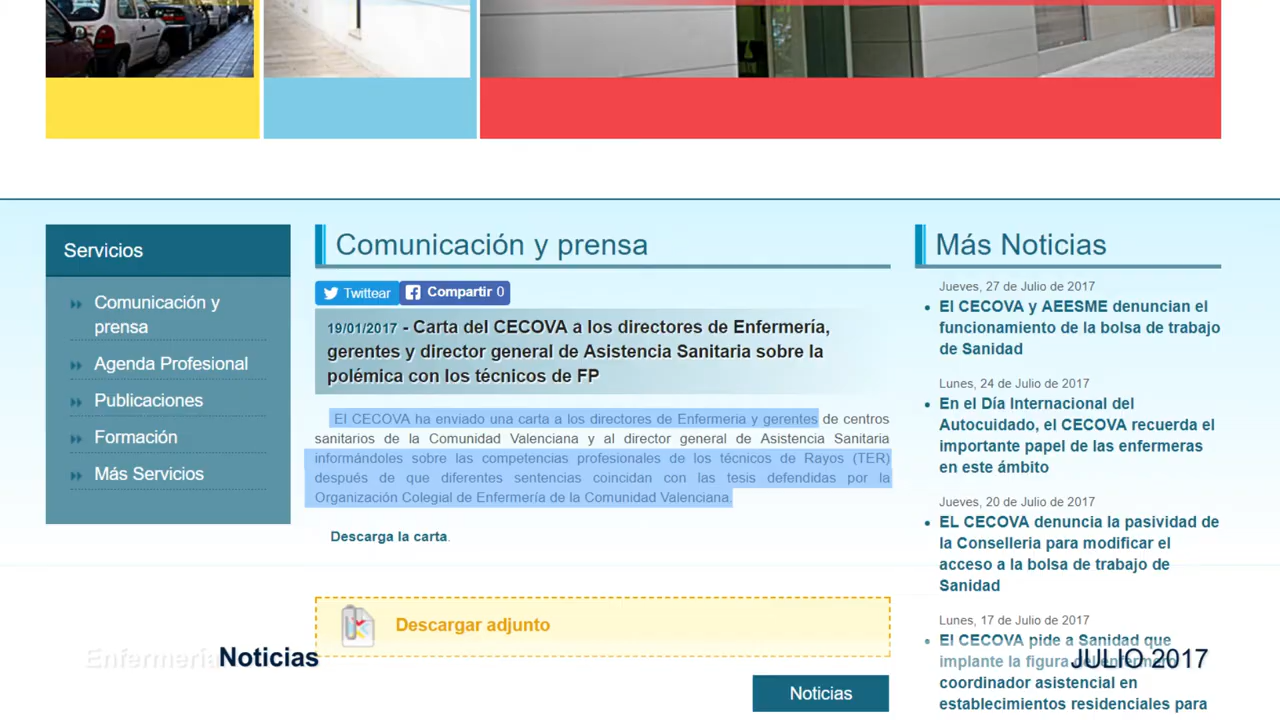 Servicios
Comunicación y
prensa
Agenda Profesional
Publicaciones
Formación
Más Servicios
Comunicación y prensa
Twittear
Compartir 0
19/01/2017 - Carta del CECOVA a los directores de Enfermería,
gerentes y director general de Asistencia Sanitaria sobre la
polémica con los técnicos de FP
El CECOVA ha enviado una carta a los directores de Enfermeria y gerentes de centros
sanitarios de la Comunidad Valenciana y al director general de Asistencia Sanitaria
informándoles sobre las competencias profesionales de los técnicos de Rayos (TER)
después de que diferentes sentencias coincidan con las tesis defendidas por la
Organización Colegial de Enfermería de la Comunidad Valenciana.
Descarga la carta.
Descargar adjunto
Noticias
Más Noticias
Jueves, 27 de Julio de 2017
El CECOVA y AEESME denuncian el
funcionamiento de la bolsa de trabajo
de Sanidad
Lunes, 24 de Julio de 2017
En el Día Internacional del
Autocuidado, el CECOVA recuerda el
importante papel de las enfermeras
en este ámbito
Jueves, 20 de Julio de 2017
EL CECOVA denuncia la pasividad de
la Conselleria para modificar el
acceso a la bolsa de trabajo de
Sanidad
Lunes, 17 de Julio de 2017
El CECOVA pide a Sanidad que
implante la figura del enfermero
coordinador asistencial en
establecimientos residenciales para
Enfermería Noticias
JULIO 2017